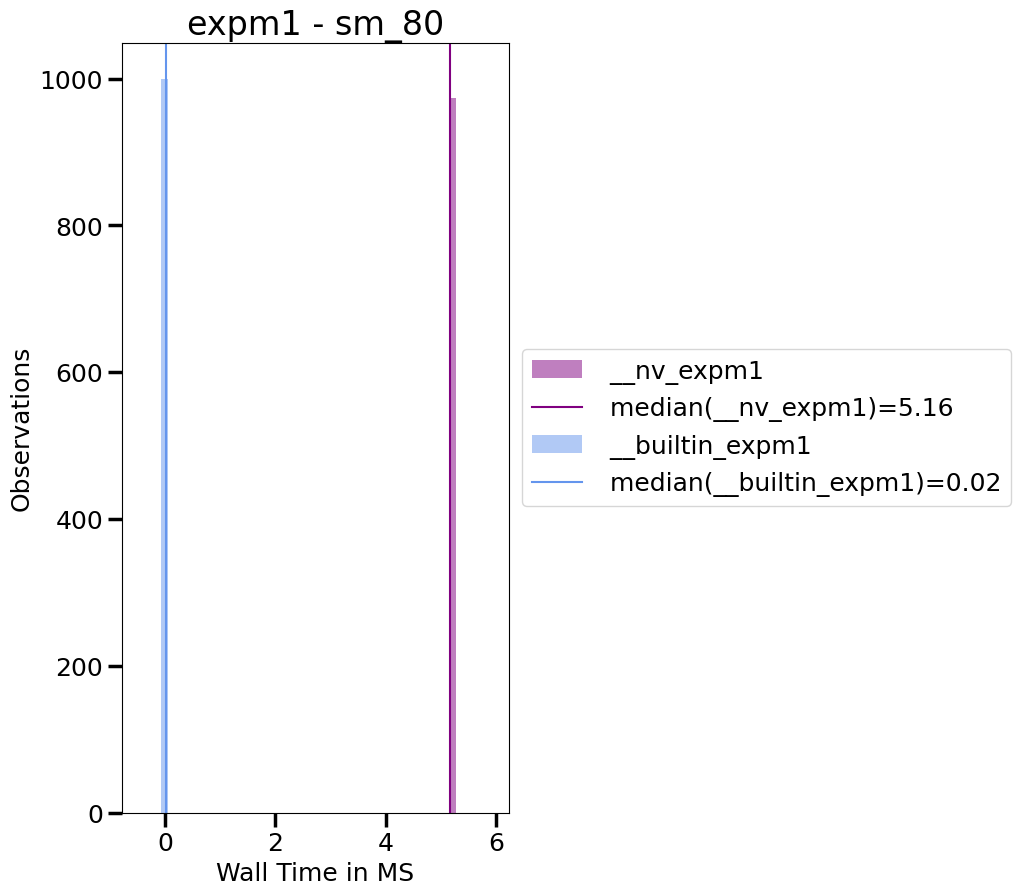 expm1 - sm_80
1000
800
600
400
200
0
Observations
0 2 4 6
Wall Time in MS
__nv_expm1
median(__nv_expm1)=5.16
__builtin_expm1
median(__builtin_expm1)=0.02